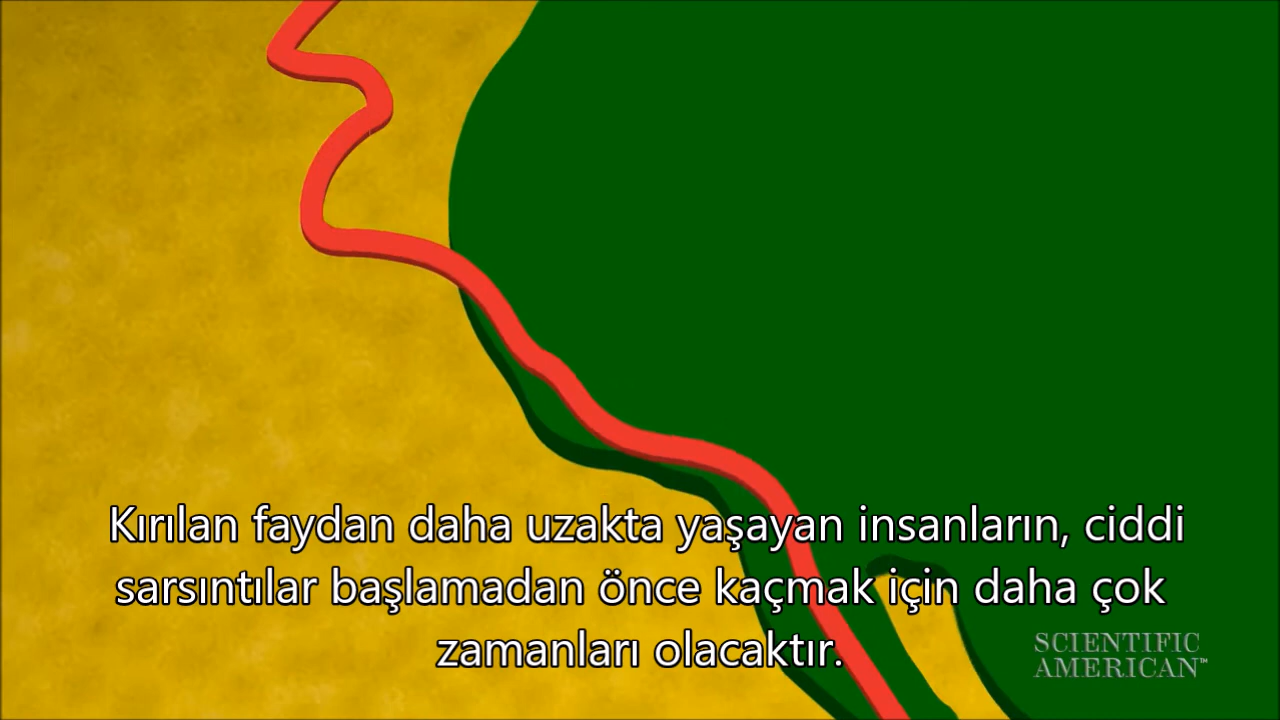 Kırılan faydan daha uzakta yaşayan insanların, ciddi
sarsıntılar başlamadan önce kaçmak için daha çok
zamanları olacaktır.
SCIENTIFIC
AMERICAN™